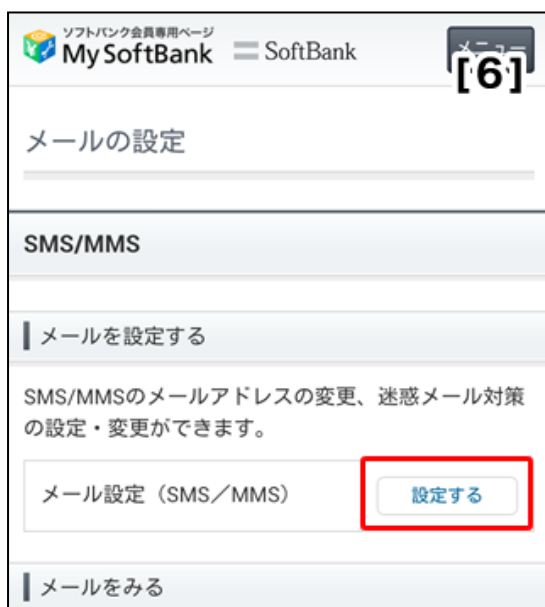 ソフトバンク会員専用ページ
My SoftBank SoftBank メニュー
[6]
メールの設定
SMS/MMS
メールを設定する
SMS/MMSのメールアドレスの変更、迷惑メール対策
の設定・変更ができます。
メール設定（SMS／MMS） 設定する
メールをみる